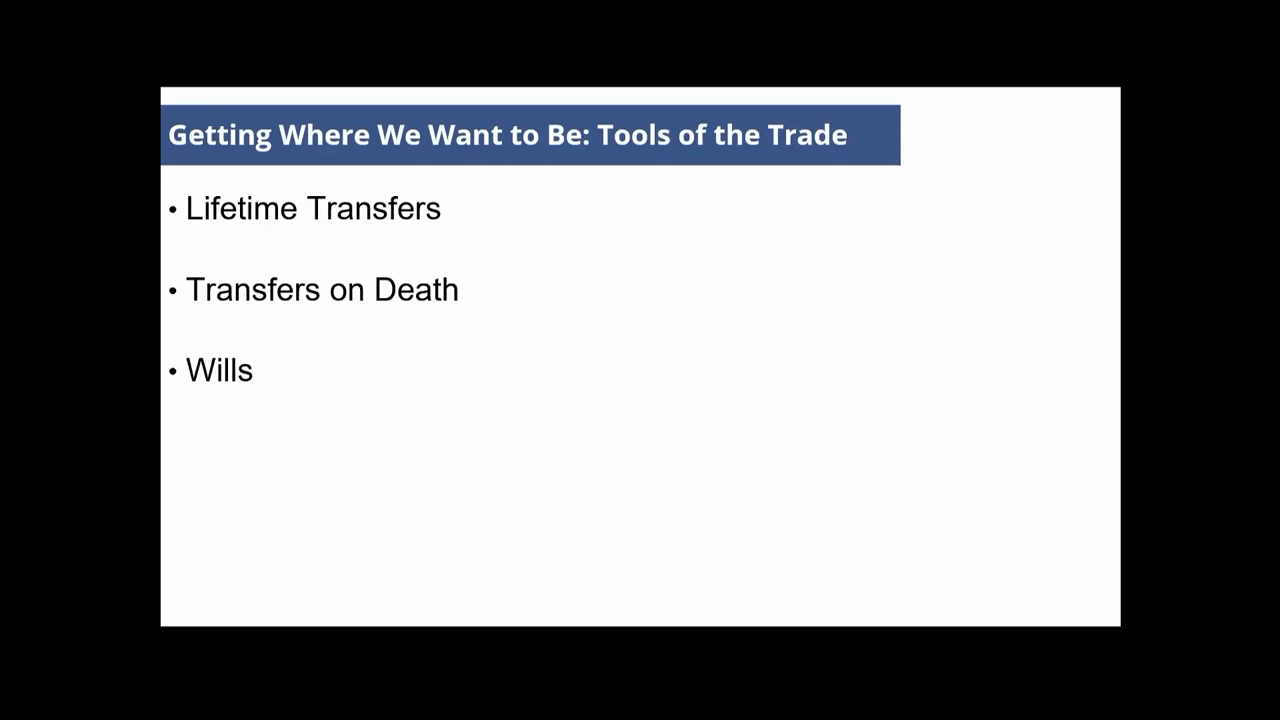 Getting Where We Want to Be: Tools of the Trade
• Lifetime Transfers
• Transfers on Death
• Wills